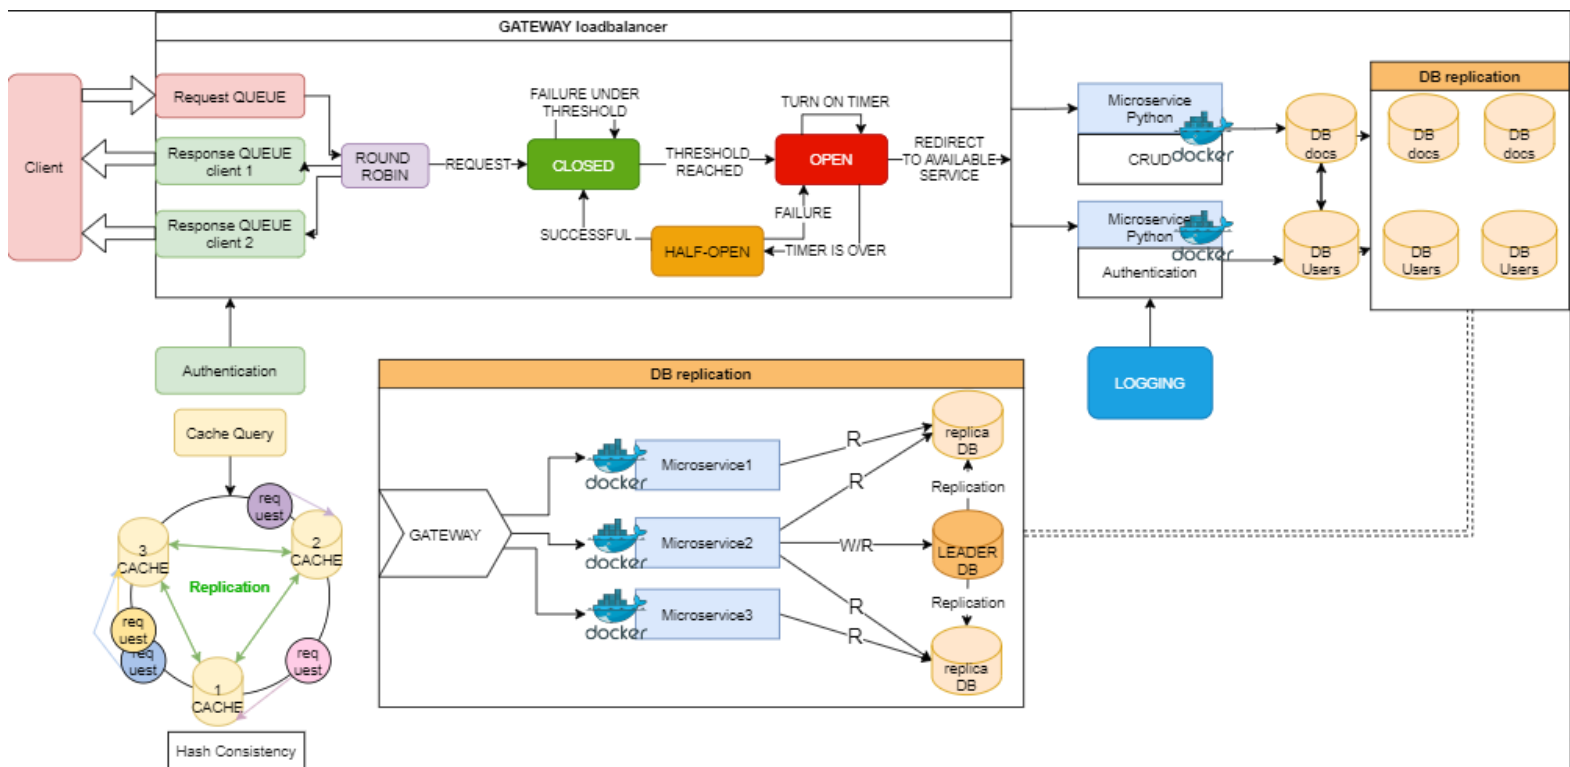 GATEWAY loadbalancer
Client
Request QUEUE
Response QUEUE
client 1
Response QUEUE
client 2
ROUND
ROBIN
REQUEST
FAILURE UNDER
THRESHOLD
CLOSED
THRESHOLD
REACHED
TURN ON TIMER
OPEN
REDIRECT
TO AVAILABLE
SERVICE
SUCCESSFUL
HALF-OPEN
FAILURE
TIMER IS OVER
Microservice
Python
docker
CRUD
Microservice
Python
docker
Authentication
DB
docs
DB
Users
DB replication
DB
docs
DB
docs
DB
Users
DB
Users
LOGGING
Authentication
Cache Query
req
uest
3
CACHE
2
CACHE
Replication
req
uest
req
uest
req
uest
1
CACHE
Hash Consistency
DB replication
GATEWAY
docker
Microservice1
docker
Microservice2
docker
Microservice3
R
R
W/R
R
R
replica
DB
Replication
LEADER
DB
Replication
replica
DB